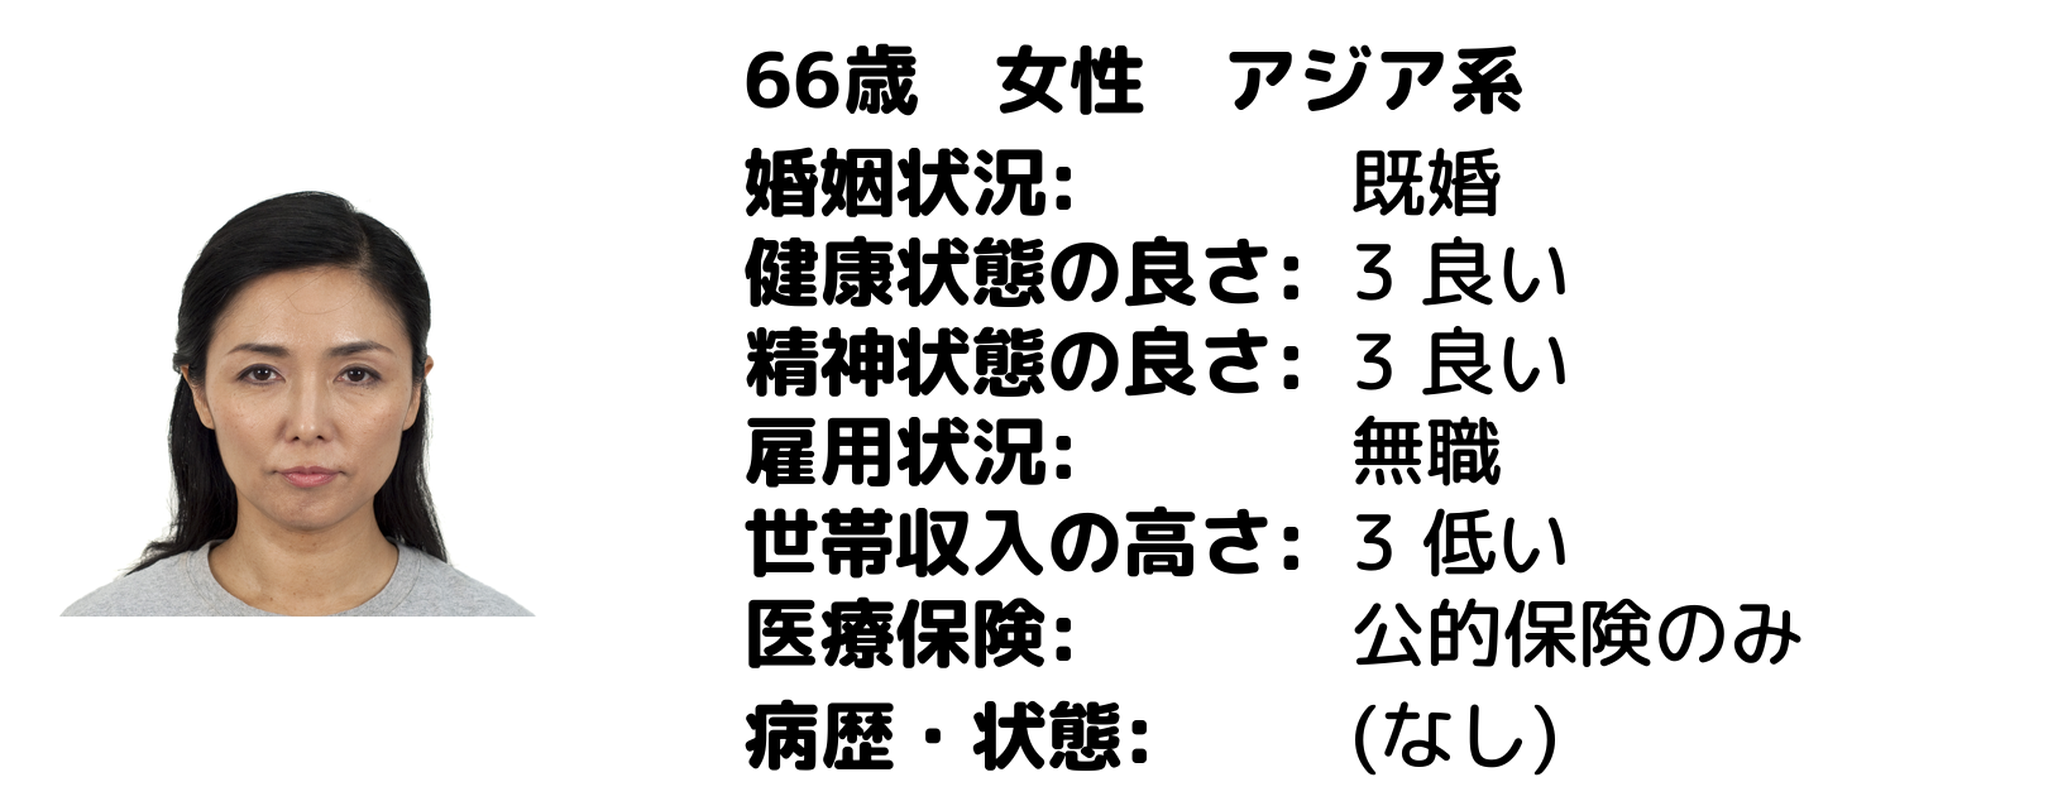 66歳　女性　アジア系
婚姻状況: 既婚
健康状態の良さ: 3 良い
精神状態の良さ: 3 良い
雇用状況: 無職
世帯収入の高さ: 3 低い
医療保険: 公的保険のみ
病歴・状態: (なし)